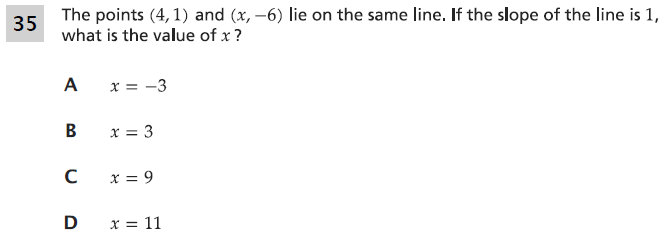 35 The points (4, 1) and (x, −6) lie on the same line. If the slope of the line is 1,
what is the value of x?
A x = −3
B x = 3
C x = 9
D x = 11